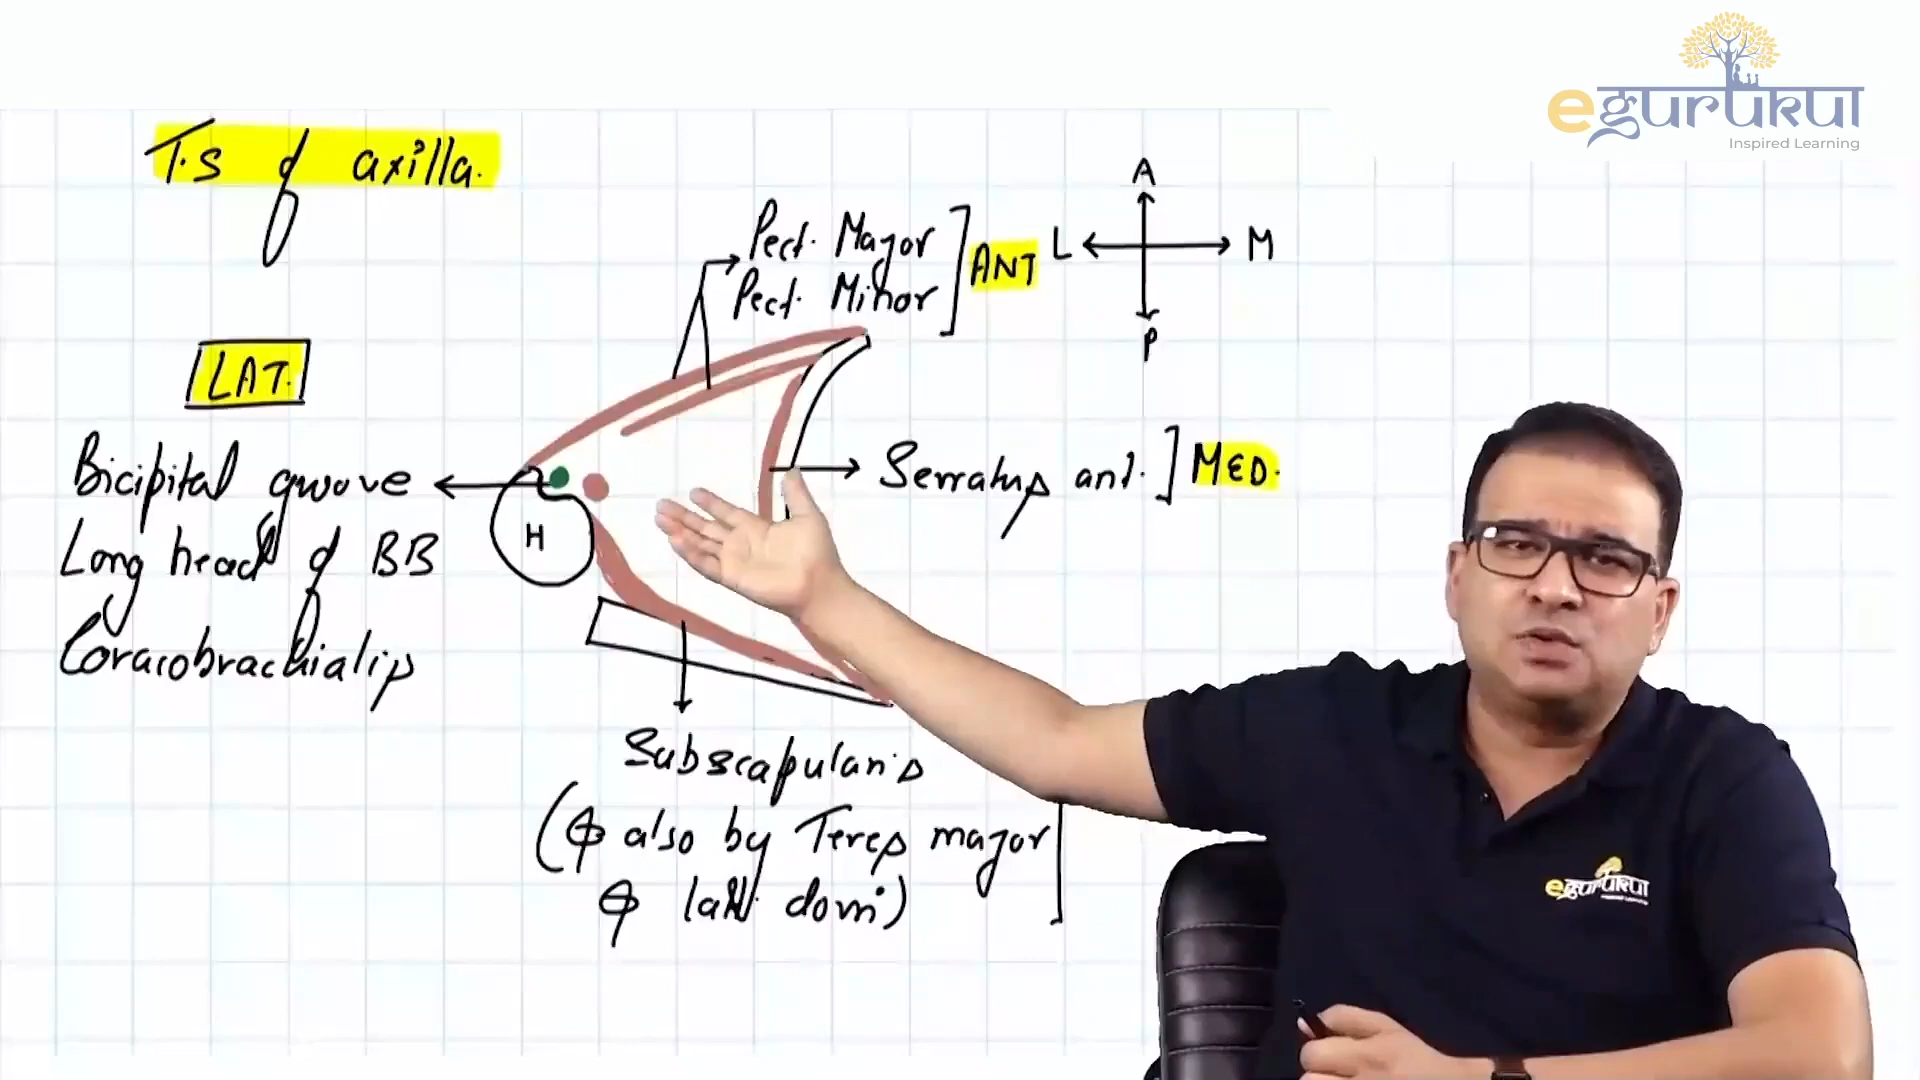 egurukul
Inspired Learning
T.S of axilla.
A
L M
P
Pect. Major
Pect. Minor ] ANT
LAT.
Bicipital groove
Long head of BB
Coracobrachialis
H
Serratus ant. ] MED.
Subscapularis
(& also by Teres major
& latt. dorsi)
egurukul